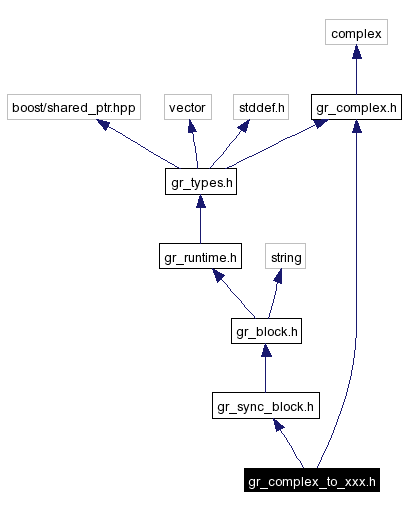 complex
boost/shared_ptr.hpp
vector
stddef.h
gr_complex.h
gr_types.h
gr_runtime.h
string
gr_block.h
gr_sync_block.h
gr_complex_to_xxx.h